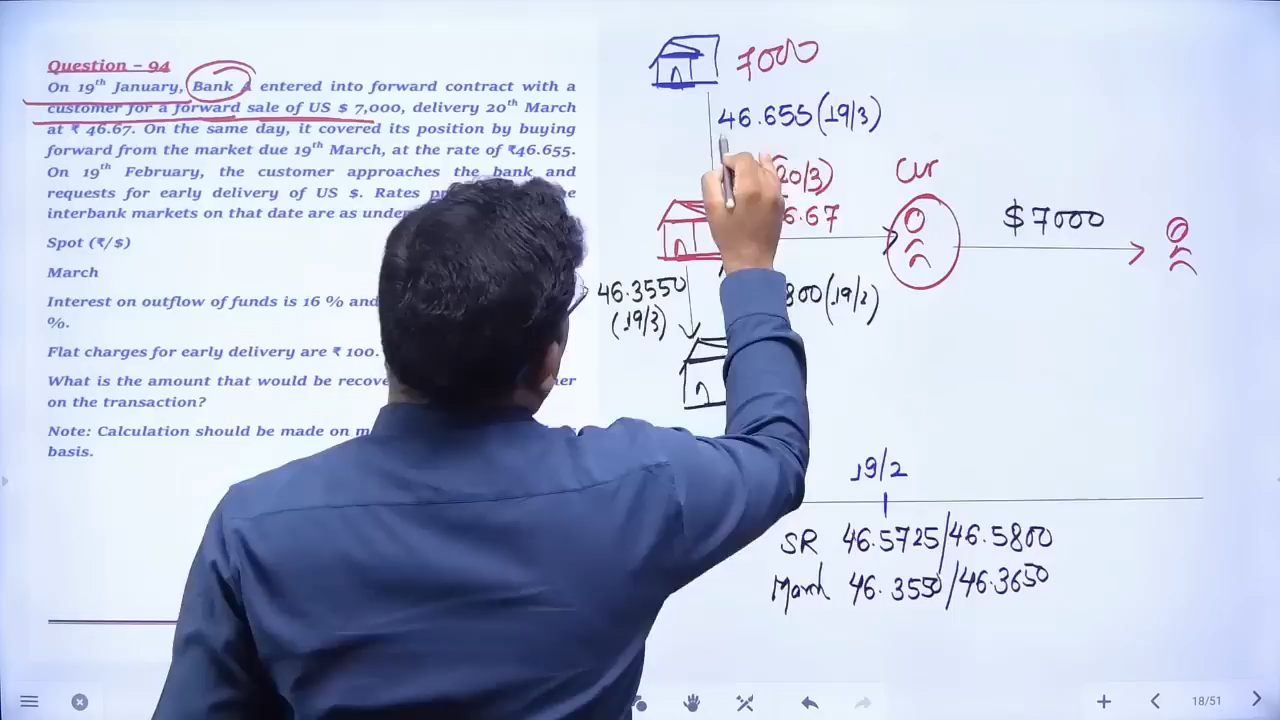 Question – 94
On 19th January, Bank A entered into forward contract with a
customer for a forward sale of US $ 7,000, delivery 20th March
at ₹ 46.67. On the same day, it covered its position by buying
forward from the market due 19th March, at the rate of ₹46.655.
On 19th February, the customer approaches the bank and
requests for early delivery of US $. Rates
interbank markets on that date are as
Spot (₹/$)
March
Interest on outflow of funds is 16 % and
%.
Flat charges for early delivery are ₹ 100.
What is the amount that would be
on the transaction?
Note: Calculation should be made on
basis.
7000
46.655 (19/3)
20/3)
6.67
Cur
$ 7000
46.3550
(19/3)
800 (19/2)
19/2
SR 46.5725/46.5800
March 46.3550/46.3650
18/51